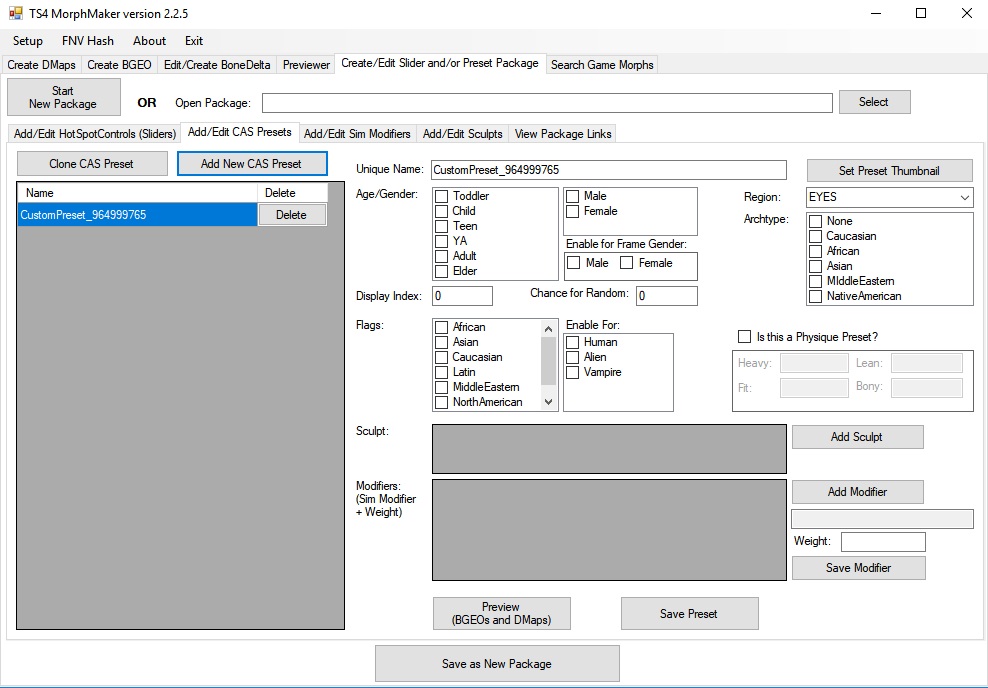 TS4 MorphMaker version 2.2.5
Setup FNV Hash About Exit
Create DMaps Create BGEO Edit/Create BoneDelta Previewer Create/Edit Slider and/or Preset Package Search Game Morphs
Start
New Package
OR Open Package: Select
Add/Edit HotSpotControls (Sliders) Add/Edit CAS Presets Add/Edit Sim Modifiers Add/Edit Sculpts View Package Links
Clone CAS Preset Add New CAS Preset
Name Delete
CustomPreset_964999765 Delete
Unique Name: CustomPreset_964999765 Set Preset Thumbnail
Age/Gender:
Toddler
Child
Teen
YA
Adult
Elder
Male
Female
Enable for Frame Gender:
Male Female
Region: EYES
Archtype:
None
Caucasian
African
Asian
MIddleEastern
NativeAmerican
Display Index: 0 Chance for Random: 0
Flags:
African
Asian
Caucasian
Latin
MiddleEastern
NorthAmerican
Enable For:
Human
Alien
Vampire
Is this a Physique Preset?
Heavy: Lean:
Fit: Bony:
Sculpt: Add Sculpt
Modifiers:
(Sim Modifier
+ Weight)
Add Modifier
Weight:
Save Modifier
Preview
(BGEOs and DMaps)
Save Preset
Save as New Package